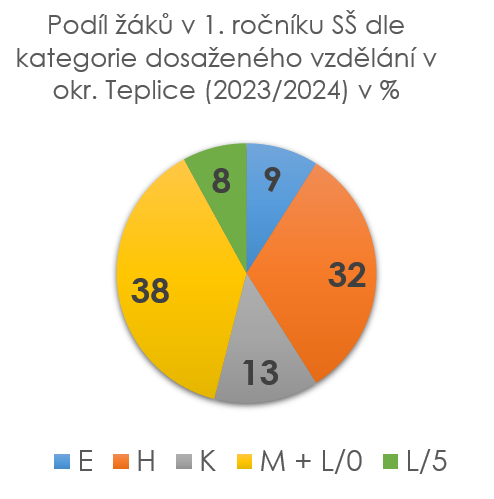 Podíl žáků v 1. ročníku SŠ dle
kategorie dosaženého vzdělání v
okr. Teplice (2023/2024) v %
8
9
32
38
13
E H K M + L/0 L/5